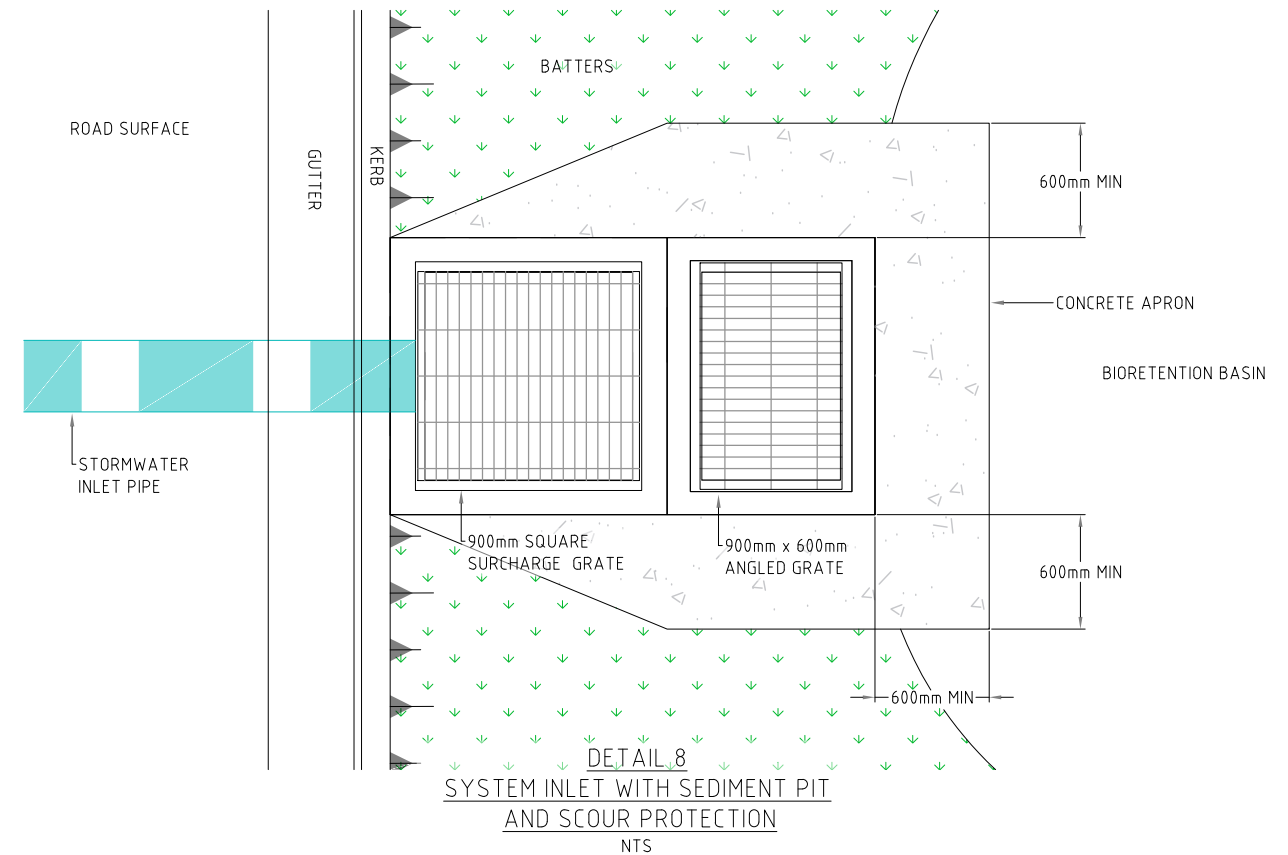 BATTERS
ROAD SURFACE
GUTTER
KERB
600mm MIN
CONCRETE APRON
BIORETENTION BASIN
STORMWATER
INLET PIPE
900mm SQUARE
SURCHARGE GRATE
900mm x 600mm
ANGLED GRATE
600mm MIN
600mm MIN
DETAIL 8
SYSTEM INLET WITH SEDIMENT PIT
AND SCOUR PROTECTION
NTS